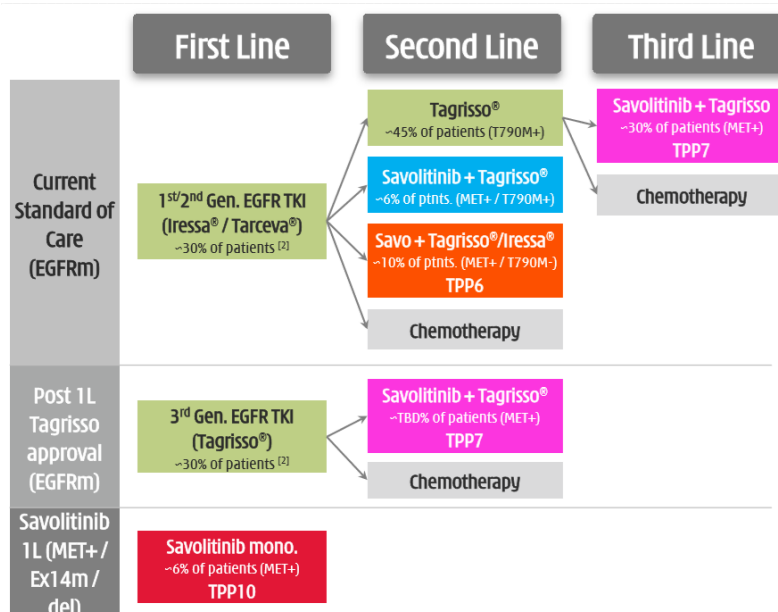 First Line
Second Line
Third Line
Current
Standard of
Care
(EGFRm)
1st/2nd Gen. EGFR TKI
(Iressa® / Tarceva®)
~30% of patients [2]
Tagrisso®
~45% of patients (T790M+)
Savolitinib + Tagrisso®
~6% of ptnts. (MET+ / T790M+)
Savo + Tagrisso®/Iressa®
~10% of ptnts. (MET+ / T790M-)
TPP6
Chemotherapy
Savolitinib + Tagrisso
~30% of patients (MET+)
TPP7
Chemotherapy
Post 1L
Tagrisso
approval
(EGFRm)
3rd Gen. EGFR TKI
(Tagrisso®)
~30% of patients [2]
Savolitinib + Tagrisso®
~TBD% of patients (MET+)
TPP7
Chemotherapy
Savolitinib
1L (MET+ /
Ex14m /
del)
Savolitinib mono.
~6% of patients (MET+)
TPP10